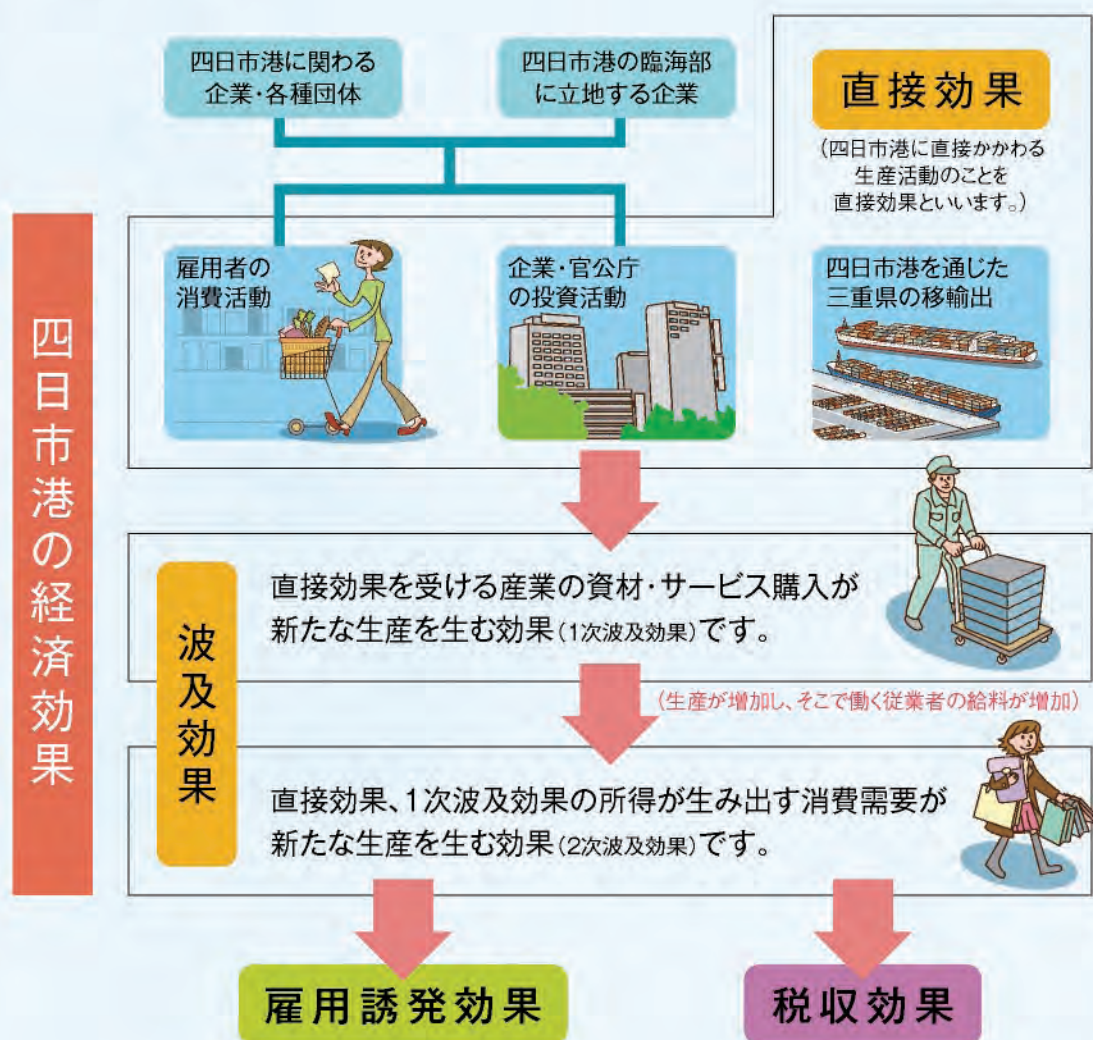 四日市港の経済効果
四日市港に関わる
企業・各種団体
四日市港の臨海部
に立地する企業
直接効果
(四日市港に直接かかわる
生産活動のことを
直接効果といいます。)
雇用者の
消費活動
企業・官公庁
の投資活動
四日市港を通じた
三重県の移輸出
波及効果
直接効果を受ける産業の資材・サービス購入が
新たな生産を生む効果(1次波及効果)です。
(生産が増加し、そこで働く従業者の給料が増加)
直接効果、1次波及効果の所得が生み出す消費需要が
新たな生産を生む効果(2次波及効果)です。
雇用誘発効果
税収効果